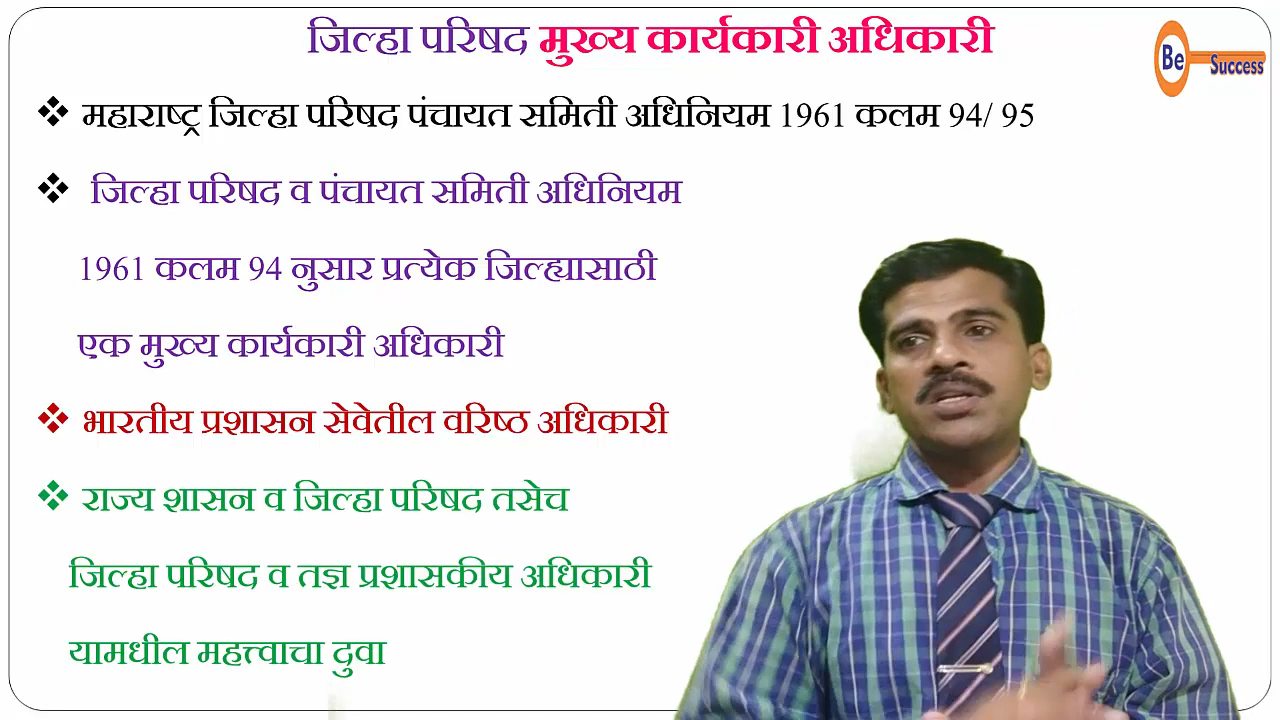 जिल्हा परिषद मुख्य कार्यकारी अधिकारी
Be Success
❖ महाराष्ट्र जिल्हा परिषद पंचायत समिती अधिनियम 1961 कलम 94/ 95
❖ जिल्हा परिषद व पंचायत समिती अधिनियम
1961 कलम 94 नुसार प्रत्येक जिल्ह्यासाठी
एक मुख्य कार्यकारी अधिकारी
❖ भारतीय प्रशासन सेवेतील वरिष्ठ अधिकारी
❖ राज्य शासन व जिल्हा परिषद तसेच
जिल्हा परिषद व तज्ञ प्रशासकीय अधिकारी
यामधील महत्त्वाचा दुवा